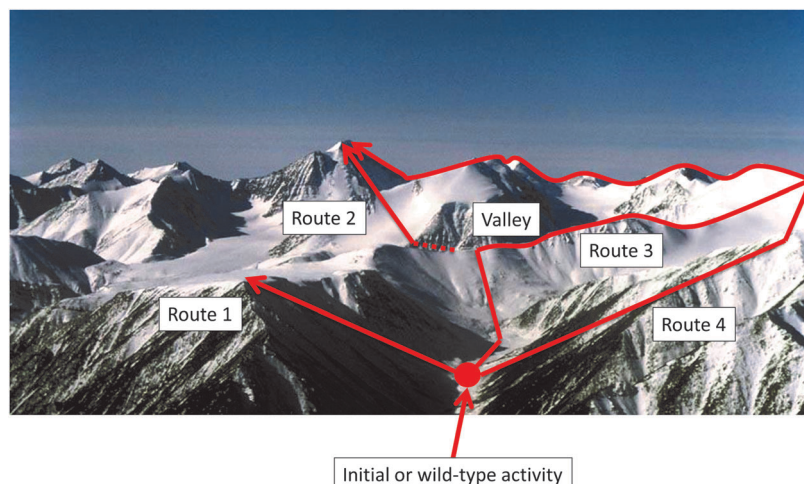 Route 2
Valley
Route 3
Route 1
Route 4
Initial or wild-type activity